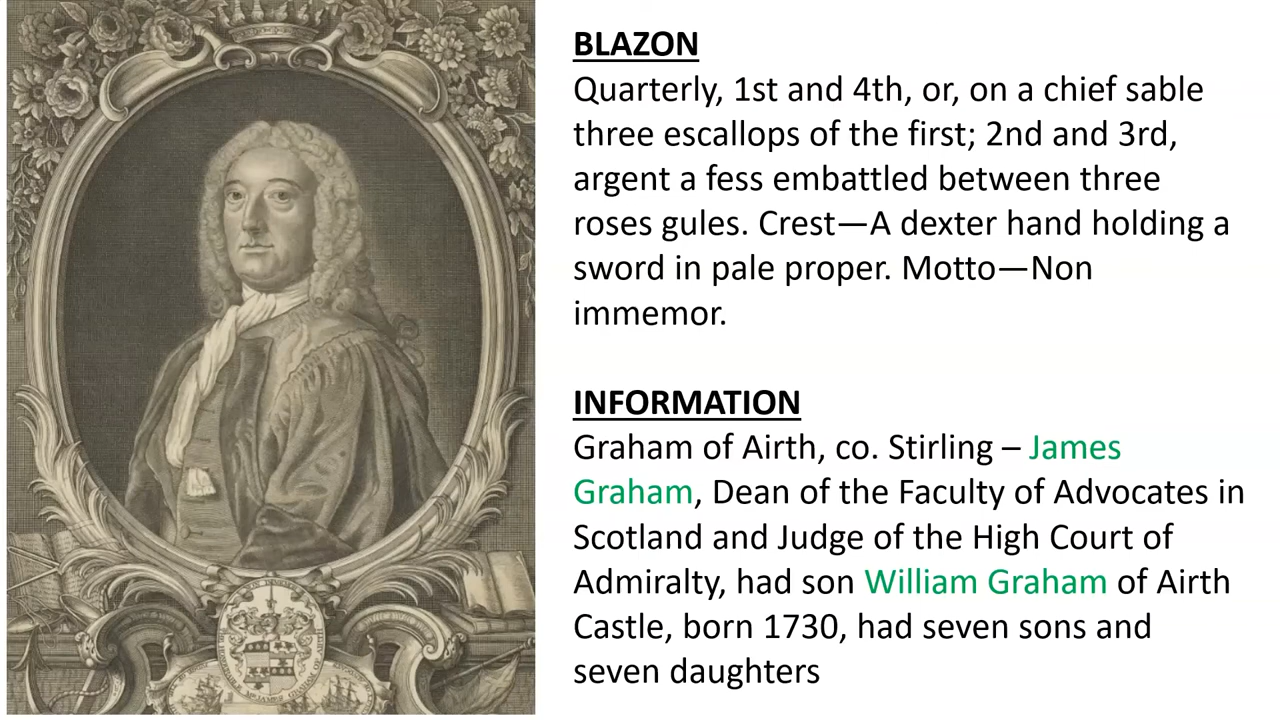 BLAZON
Quarterly, 1st and 4th, or, on a chief sable
three escallops of the first; 2nd and 3rd,
argent a fess embattled between three
roses gules. Crest—A dexter hand holding a
sword in pale proper. Motto—Non
immemor.
INFORMATION
Graham of Airth, co. Stirling – James
Graham, Dean of the Faculty of Advocates in
Scotland and Judge of the High Court of
Admiralty, had son William Graham of Airth
Castle, born 1730, had seven sons and
seven daughters